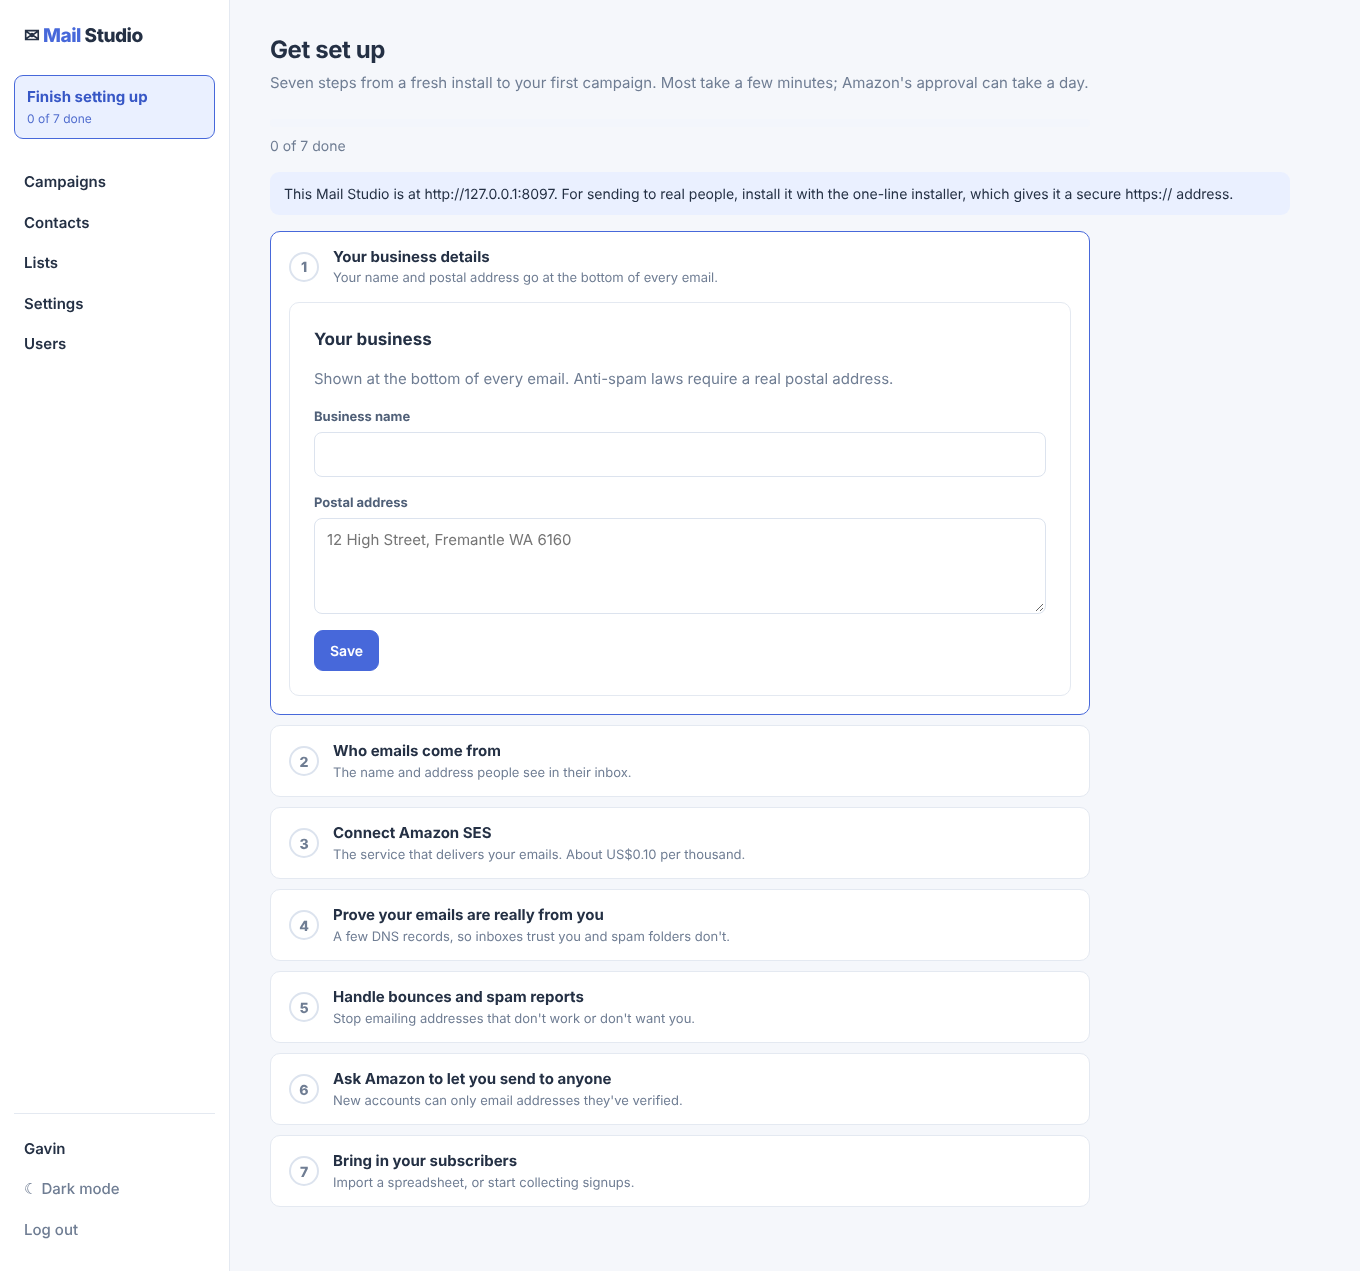 ✉ Mail Studio
Finish setting up
0 of 7 done
Campaigns
Contacts
Lists
Settings
Users
Gavin
☾ Dark mode
Log out
Get set up
Seven steps from a fresh install to your first campaign. Most take a few minutes; Amazon's approval can take a day.
0 of 7 done
This Mail Studio is at http://127.0.0.1:8097. For sending to real people, install it with the one-line installer, which gives it a secure https:// address.
1
Your business details
Your name and postal address go at the bottom of every email.
Your business
Shown at the bottom of every email. Anti-spam laws require a real postal address.
Business name
Postal address
12 High Street, Fremantle WA 6160
Save
2
Who emails come from
The name and address people see in their inbox.
3
Connect Amazon SES
The service that delivers your emails. About US$0.10 per thousand.
4
Prove your emails are really from you
A few DNS records, so inboxes trust you and spam folders don't.
5
Handle bounces and spam reports
Stop emailing addresses that don't work or don't want you.
6
Ask Amazon to let you send to anyone
New accounts can only email addresses they've verified.
7
Bring in your subscribers
Import a spreadsheet, or start collecting signups.